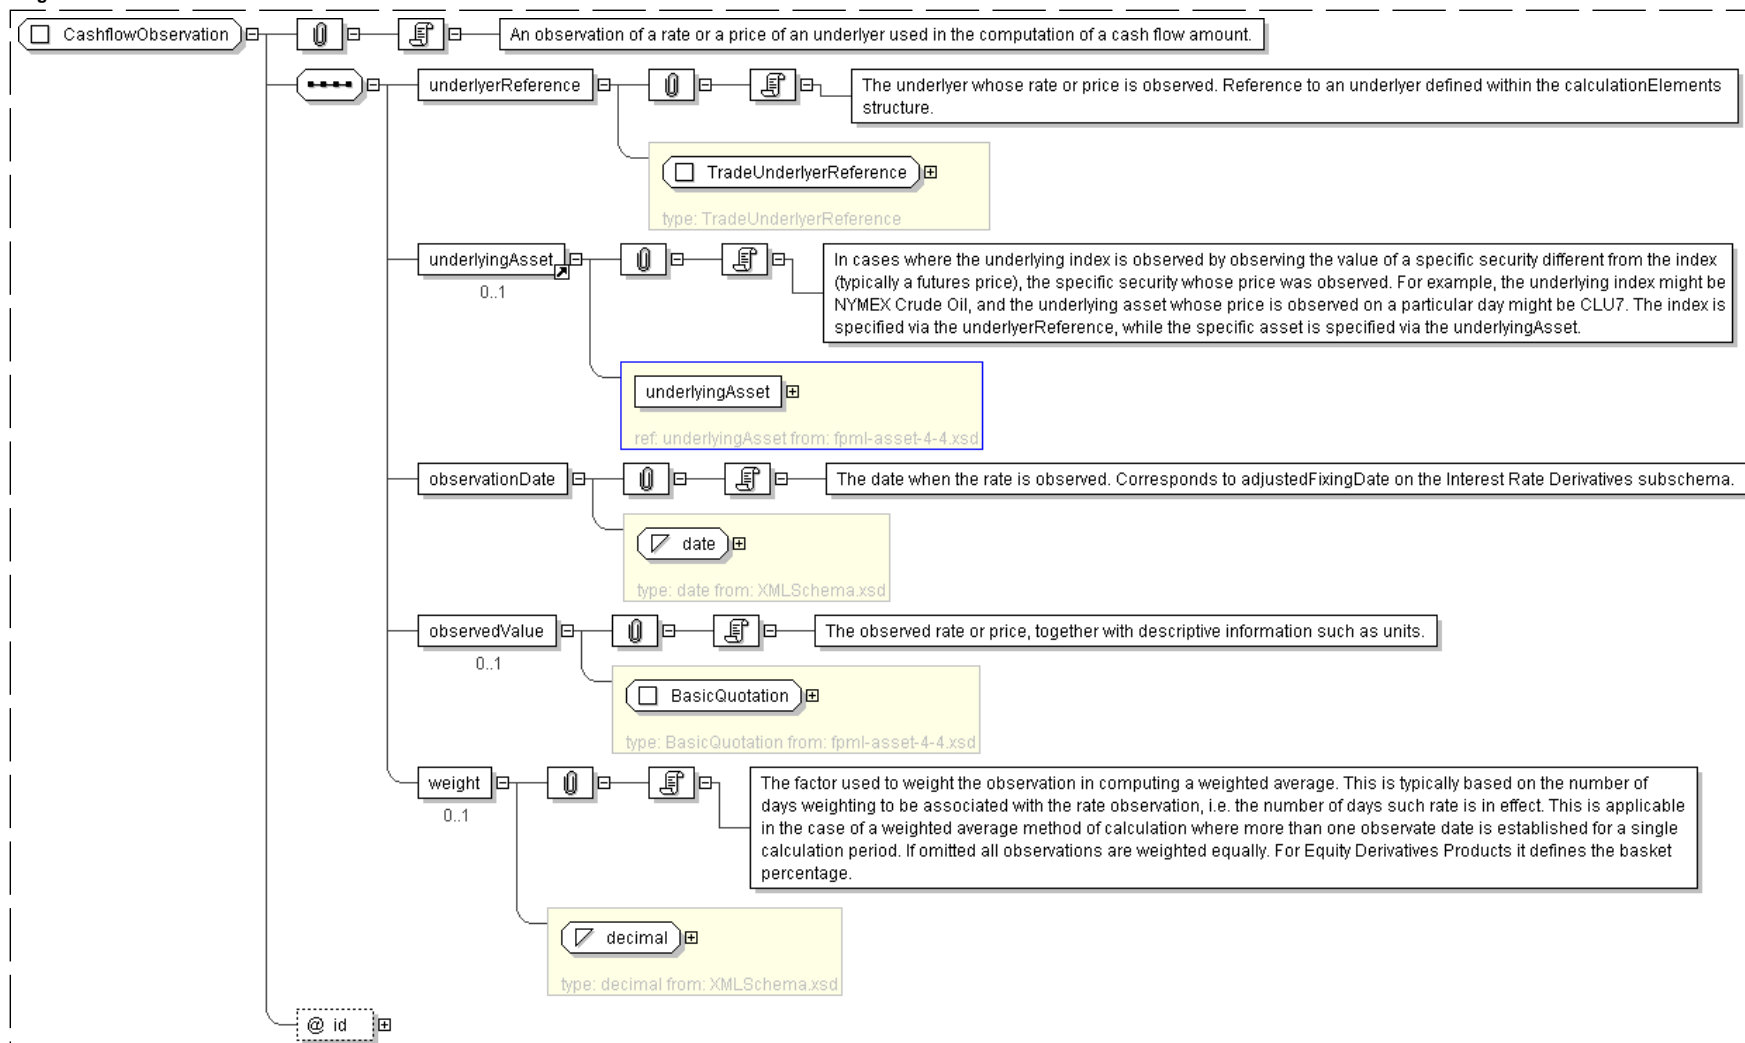 CashflowObservation
An observation of a rate or a price of an underlyer used in the computation of a cash flow amount.
underlyerReference
The underlyer whose rate or price is observed. Reference to an underlyer defined within the calculationElements
structure.
TradeUnderlyerReference
type: TradeUnderlyerReference
underlyingAsset
0..1
In cases where the underlying index is observed by observing the value of a specific security different from the index
(typically a futures price), the specific security whose price was observed. For example, the underlying index might be
NYMEX Crude Oil, and the underlying asset whose price is observed on a particular day might be CLU7. The index is
specified via the underlyerReference, while the specific asset is specified via the underlyingAsset.
underlyingAsset
ref: underlyingAsset from: fpml-asset-4-4.xsd
observationDate
The date when the rate is observed. Corresponds to adjustedFixingDate on the Interest Rate Derivatives subschema.
date
type: date from: XMLSchema.xsd
observedValue
0..1
The observed rate or price, together with descriptive information such as units.
BasicQuotation
type: BasicQuotation from: fpml-asset-4-4.xsd
weight
0..1
The factor used to weight the observation in computing a weighted average. This is typically based on the number of
days weighting to be associated with the rate observation, i.e. the number of days such rate is in effect. This is applicable
in the case of a weighted average method of calculation where more than one observate date is established for a single
calculation period. If omitted all observations are weighted equally. For Equity Derivatives Products it defines the basket
percentage.
decimal
type: decimal from: XMLSchema.xsd
@ id